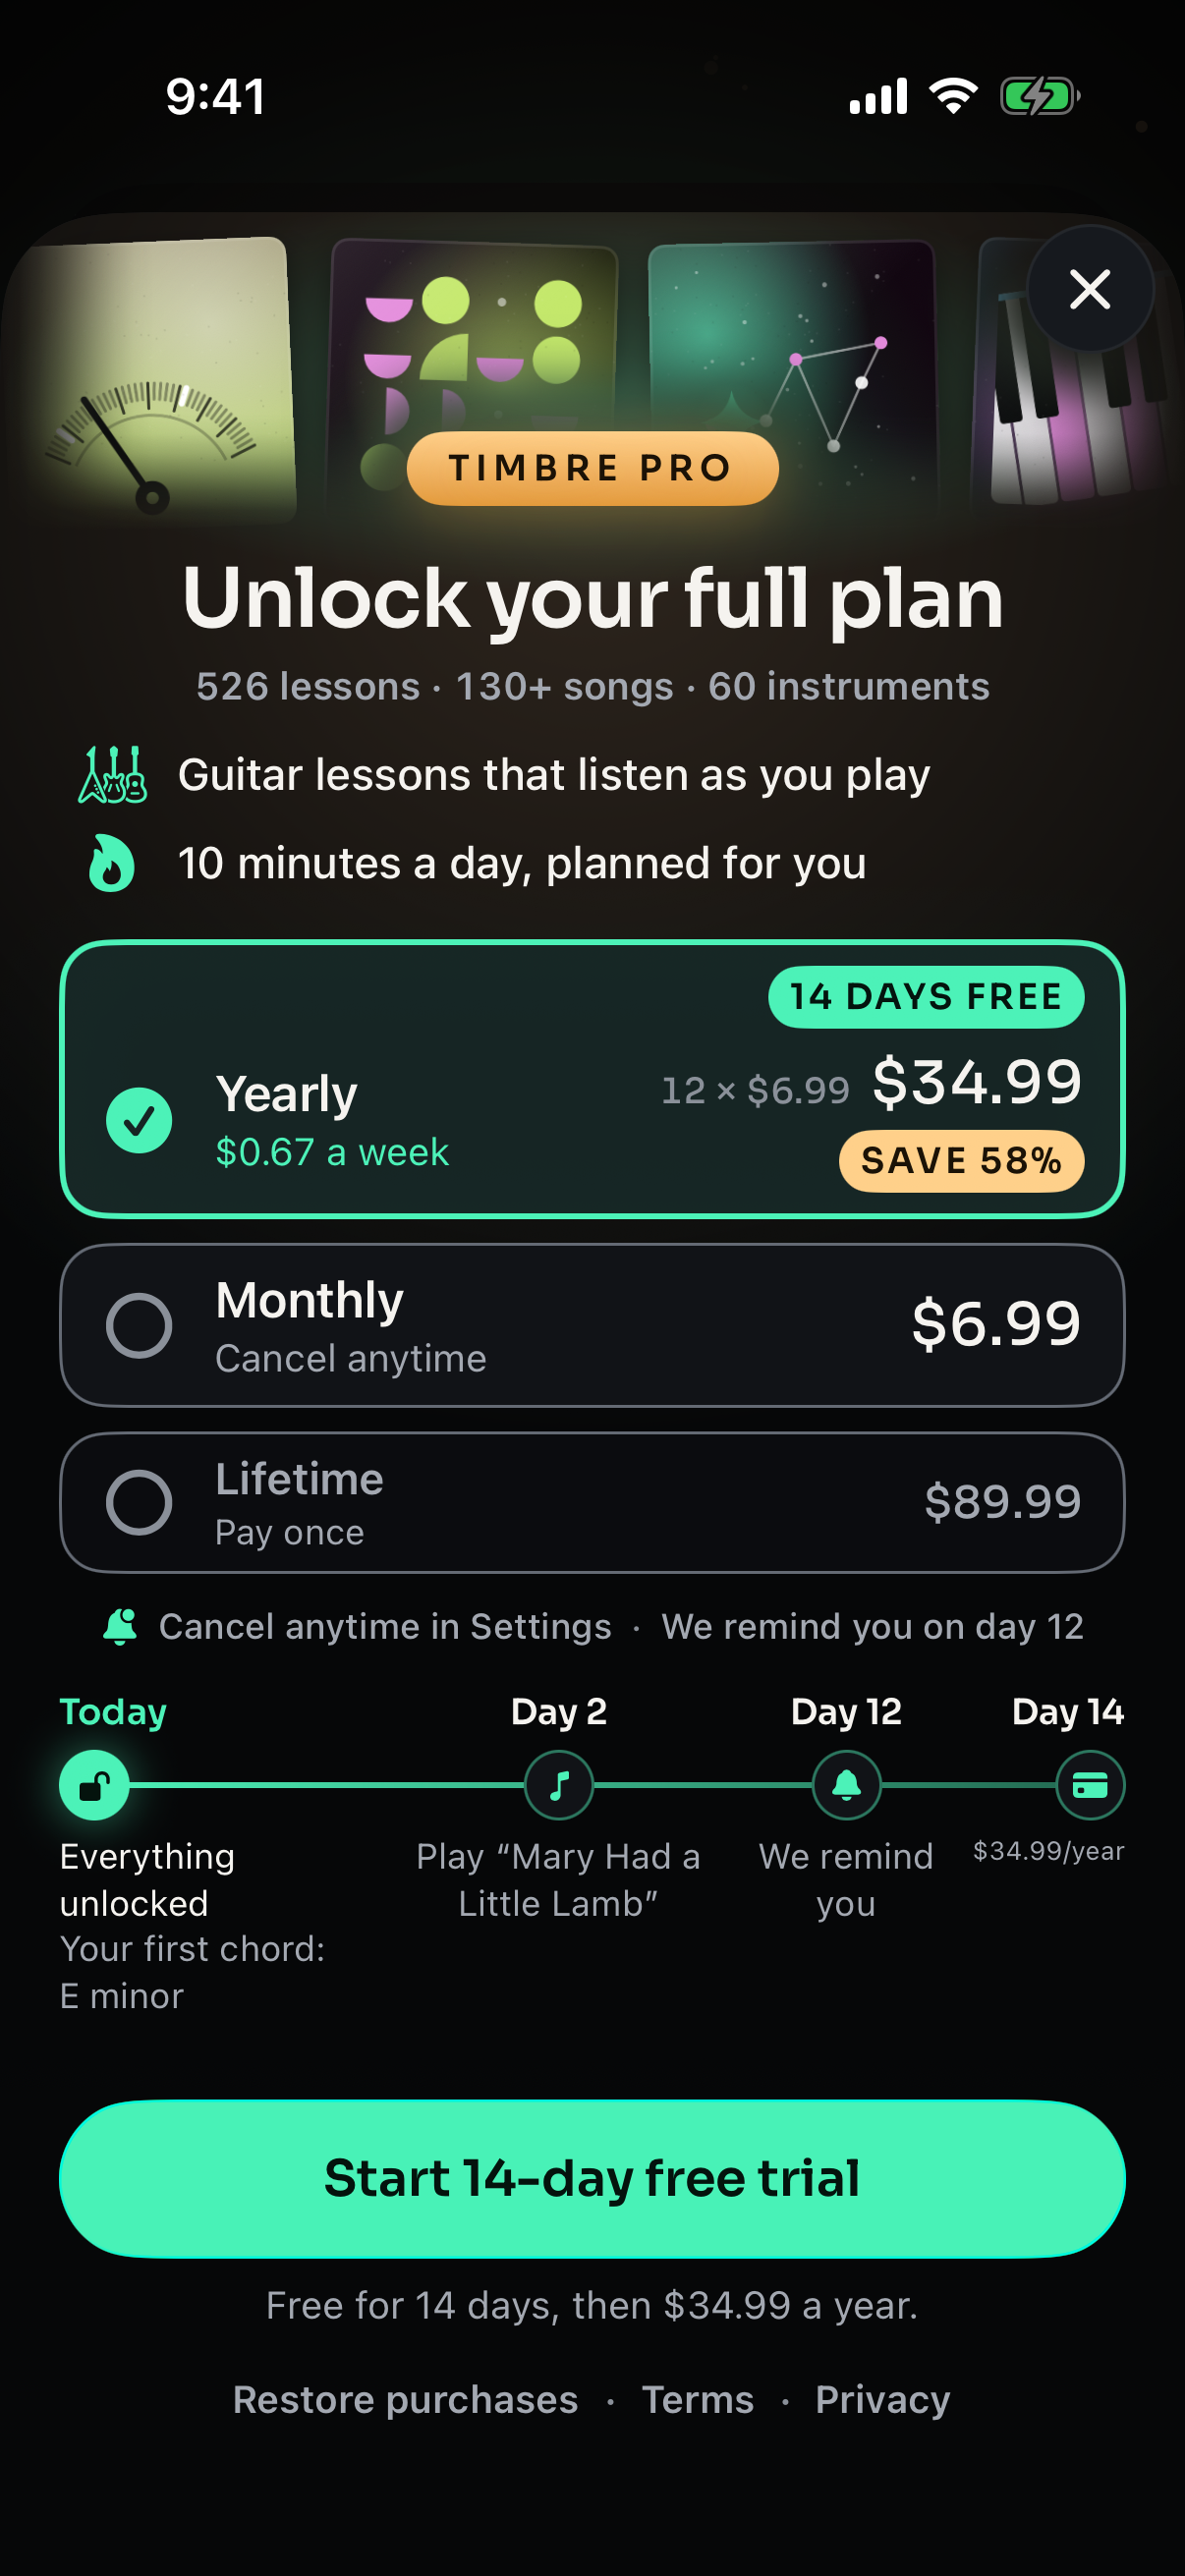 9:41
TIMBRE PRO
Unlock your full plan
526 lessons · 130+ songs · 60 instruments
Guitar lessons that listen as you play
10 minutes a day, planned for you
14 DAYS FREE
Yearly
12 × $6.99 $34.99
$0.67 a week
SAVE 58%
Monthly
$6.99
Cancel anytime
Lifetime
$89.99
Pay once
Cancel anytime in Settings · We remind you on day 12
Today
Day 2
Day 12
Day 14
Everything
unlocked
Your first chord:
E minor
Play “Mary Had a
Little Lamb”
We remind
you
$34.99/year
Start 14-day free trial
Free for 14 days, then $34.99 a year.
Restore purchases · Terms · Privacy